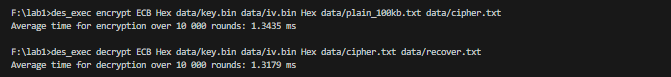 F:\lab1>des_exec encrypt ECB Hex data/key.bin data/iv.bin Hex data/plain_100kb.txt data/cipher.txt
Average time for encryption over 10 000 rounds: 1.3435 ms
F:\lab1>des_exec decrypt ECB Hex data/key.bin data/iv.bin Hex data/cipher.txt data/recover.txt
Average time for decryption over 10 000 rounds: 1.3179 ms